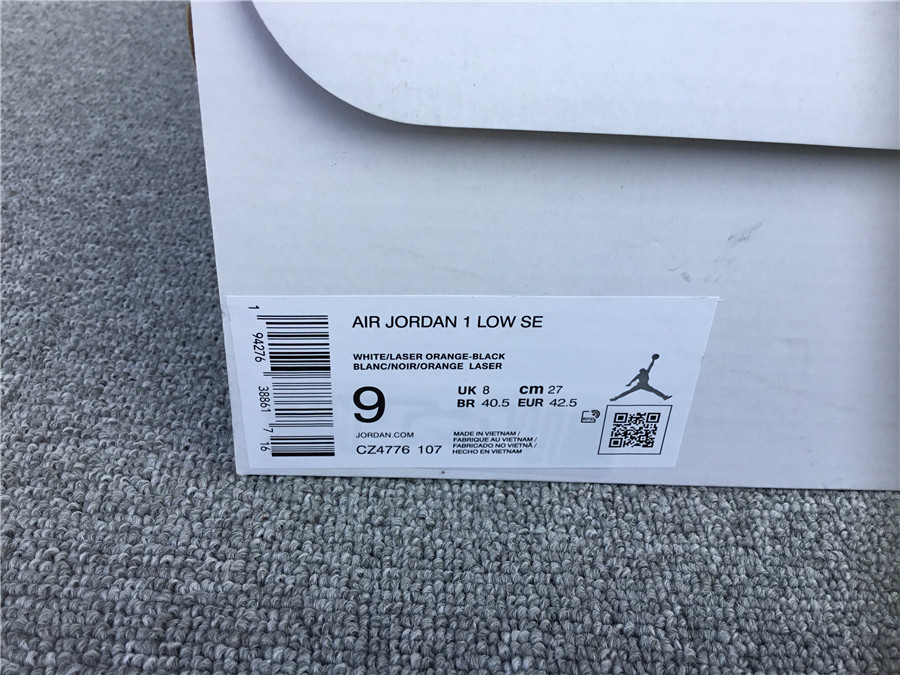 AIR JORDAN 1 LOW SE
WHITE/LASER ORANGE-BLACK
BLANC/NOIR/ORANGE LASER
9
UK 8 cm 27
BR 40.5 EUR 42.5
JORDAN.COM
CZ4776 107
MADE IN VIETNAM /
FABRIQUE AU VIETNAM /
FABRICADO NO VIETNÃ /
HECHO EN VIETNAM
1 94276 38861 7 16